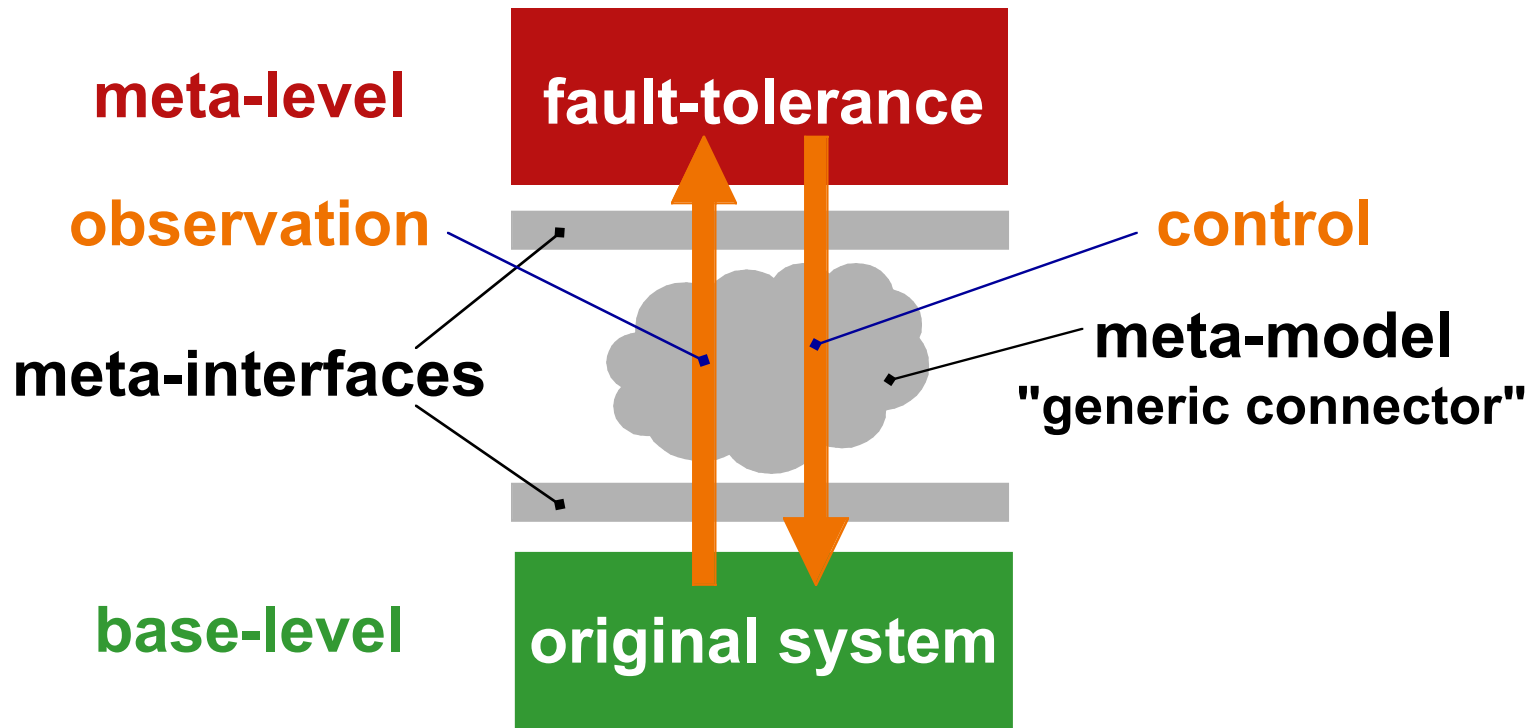 meta-level
fault-tolerance
observation
control
meta-interfaces
meta-model
"generic connector"
base-level
original system